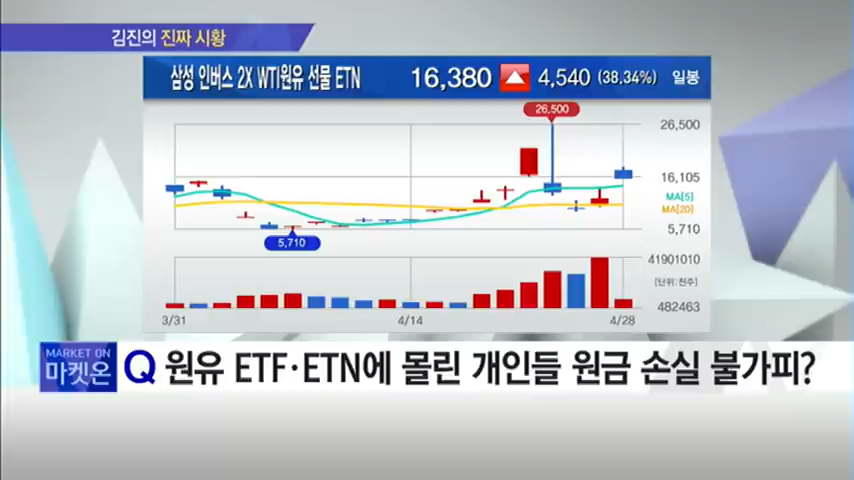 김진의 진짜 시황
삼성 인버스 2X WTI원유 선물 ETN 16,380 ▲ 4,540 (38,34%) 일봉
26,500
26,500
16,105
MA[5]
MA[20]
5,710
5,710
41901010
[단위:천주]
482463
3/31 4/14 4/28
MARKET ON
마켓온
Q 원유 ETF·ETN에 몰린 개인들 원금 손실 불가피?